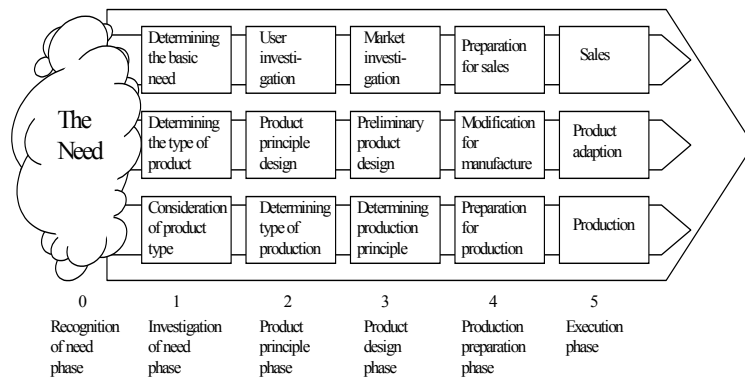 The
Need
Determining
the basic
need
User
investi-
gation
Market
investi-
gation
Preparation
for sales
Sales
Determining
the type of
product
Product
principle
design
Preliminary
product
design
Modification
for
manufacture
Product
adaption
Consideration
of product
type
Determining
type of
production
Determining
production
principle
Preparation
for
production
Production
0
Recognition
of need
phase
1
Investigation
of need
phase
2
Product
principle
phase
3
Product
design
phase
4
Production
preparation
phase
5
Execution
phase